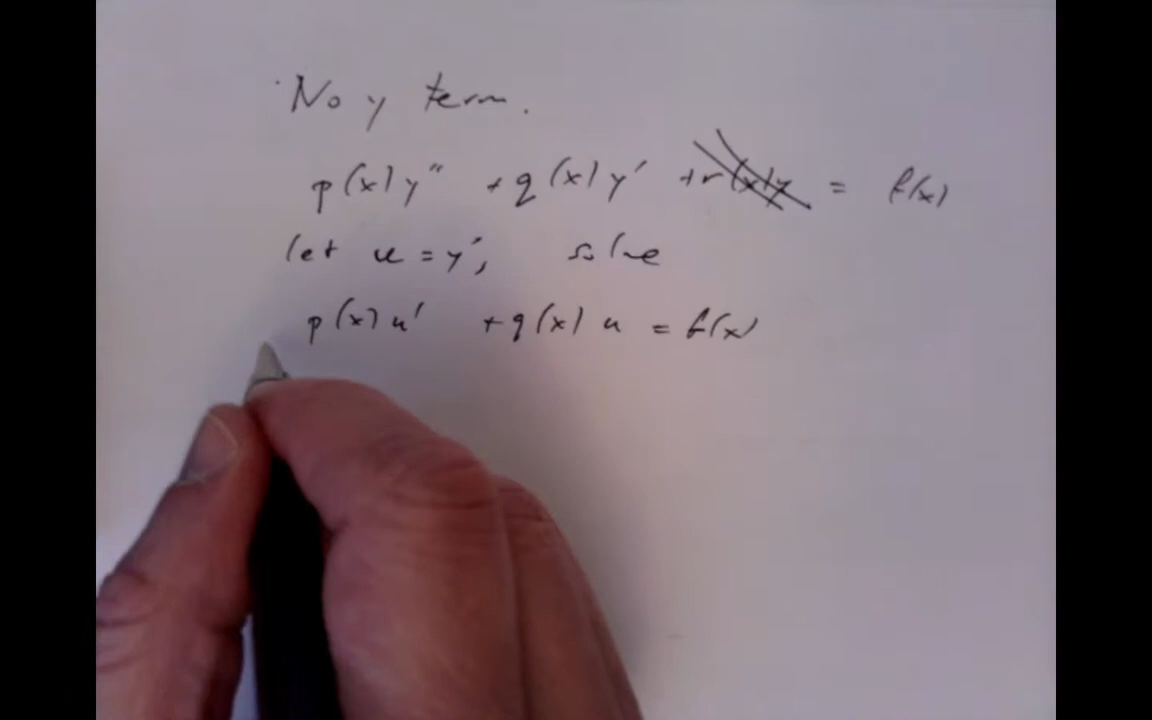 No y term.
p(x)y" + q(x)y' + r(x)y = f(x)
let u = y', solve
p(x)u' + q(x)u = f(x)